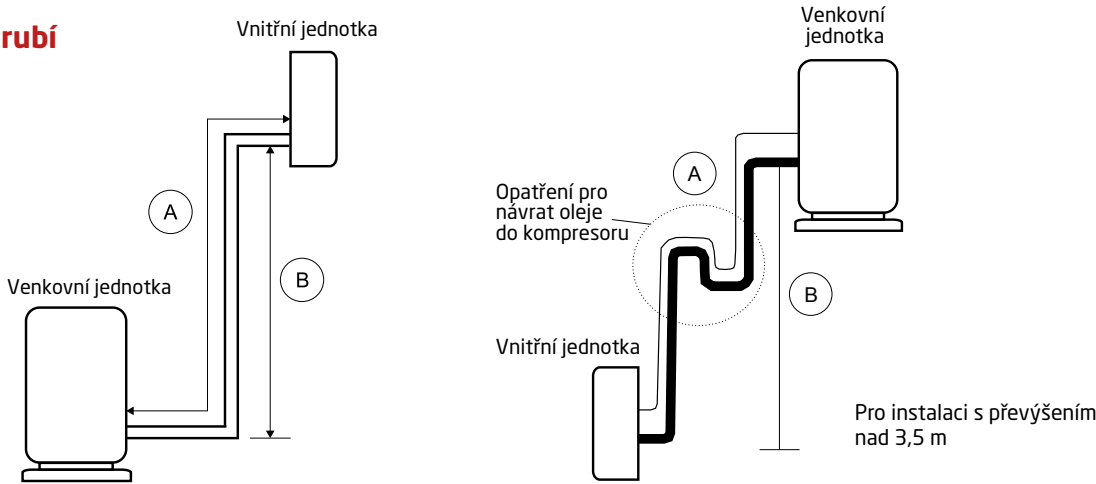 rubí
Vnitřní jednotka
A
B
Venkovní jednotka
Venkovní
jednotka
A
Opatření pro
návrat oleje
do kompresoru
B
Vnitřní jednotka
Pro instalaci s převýšením
nad 3,5 m